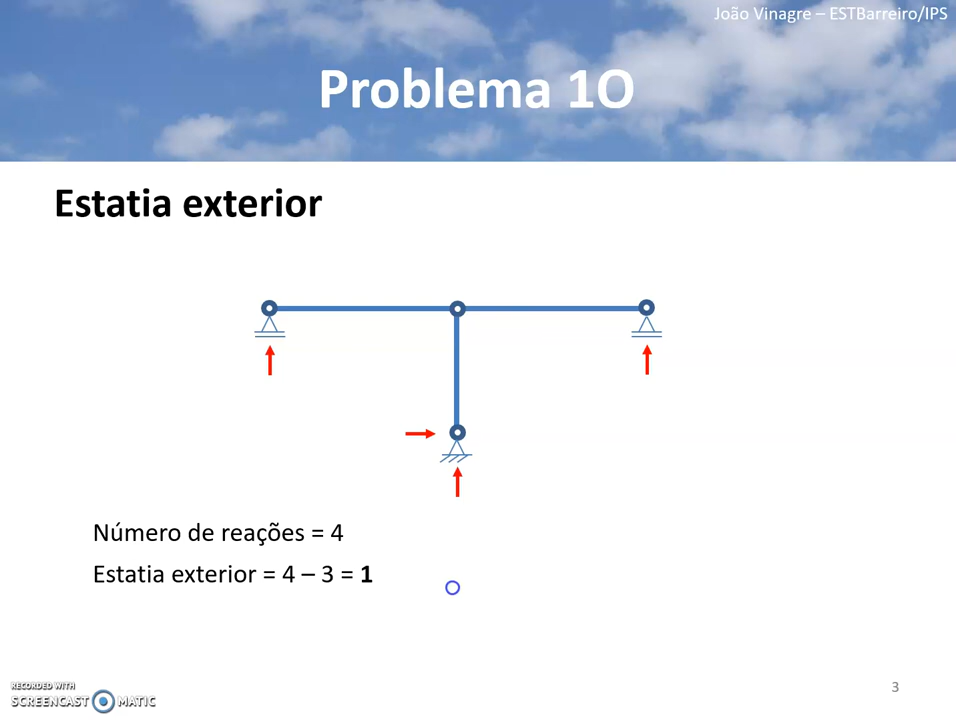 João Vinagre – ESTBarreiro/IPS
Problema 1O
Estatia exterior
Número de reações = 4
Estatia exterior = 4 – 3 = 1
RECORDED WITH
SCREENCAST MATIC
3